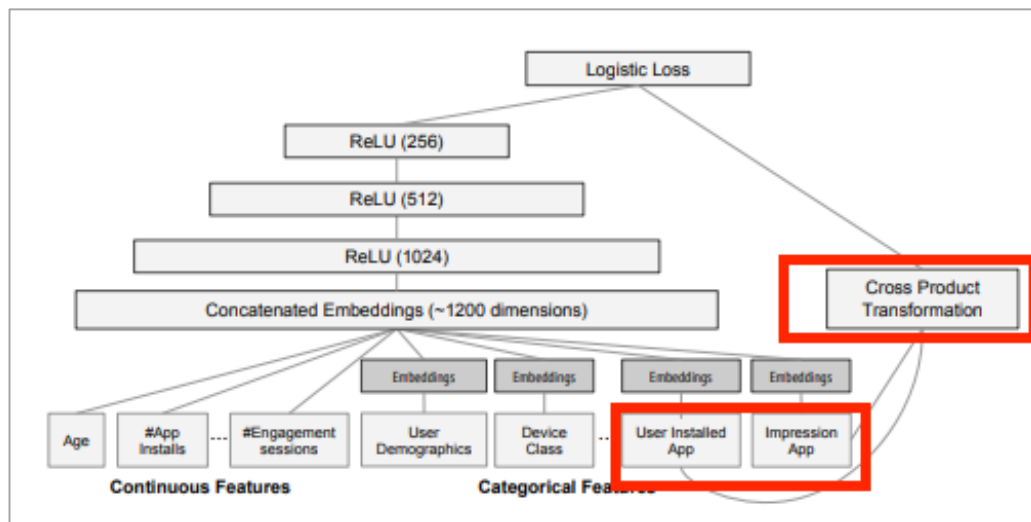 Logistic Loss
ReLU (256)
ReLU (512)
ReLU (1024)
Concatenated Embeddings (~1200 dimensions)
Cross Product
Transformation
Embeddings
Embeddings
Embeddings
Embeddings
Age
#App
Installs
...
#Engagement
sessions
User
Demographics
Device
Class
...
User Installed
App
Impression
App
Continuous Features
Categorical Features